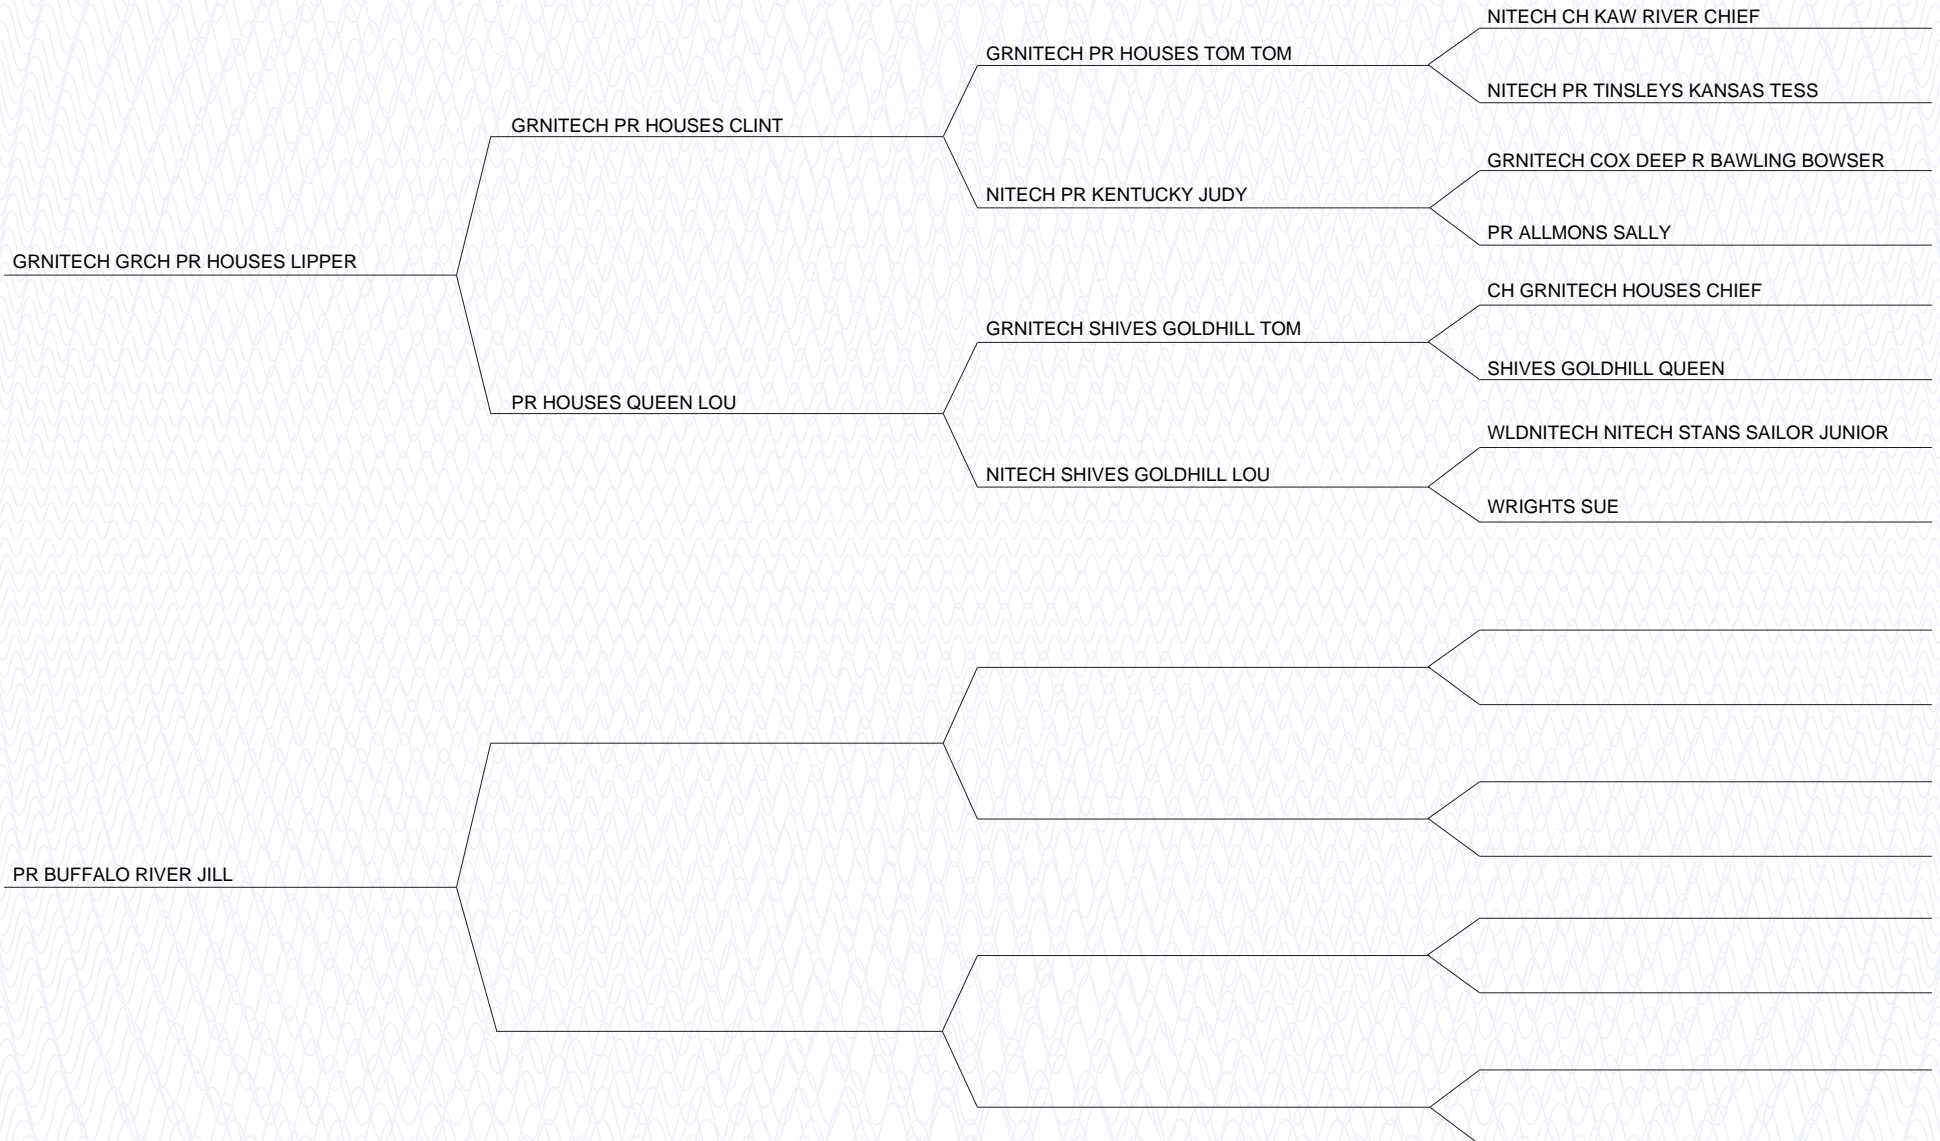 NITECH CH KAW RIVER CHIEF
GRNITECH PR HOUSES TOM TOM
NITECH PR TINSLEYS KANSAS TESS
GRNITECH PR HOUSES CLINT
GRNITECH COX DEEP R BAWLING BOWSER
NITECH PR KENTUCKY JUDY
PR ALLMONS SALLY
GRNITECH GRCH PR HOUSES LIPPER
CH GRNITECH HOUSES CHIEF
GRNITECH SHIVES GOLDHILL TOM
SHIVES GOLDHILL QUEEN
PR HOUSES QUEEN LOU
WLDNITECH NITECH STANS SAILOR JUNIOR
NITECH SHIVES GOLDHILL LOU
WRIGHTS SUE
PR BUFFALO RIVER JILL